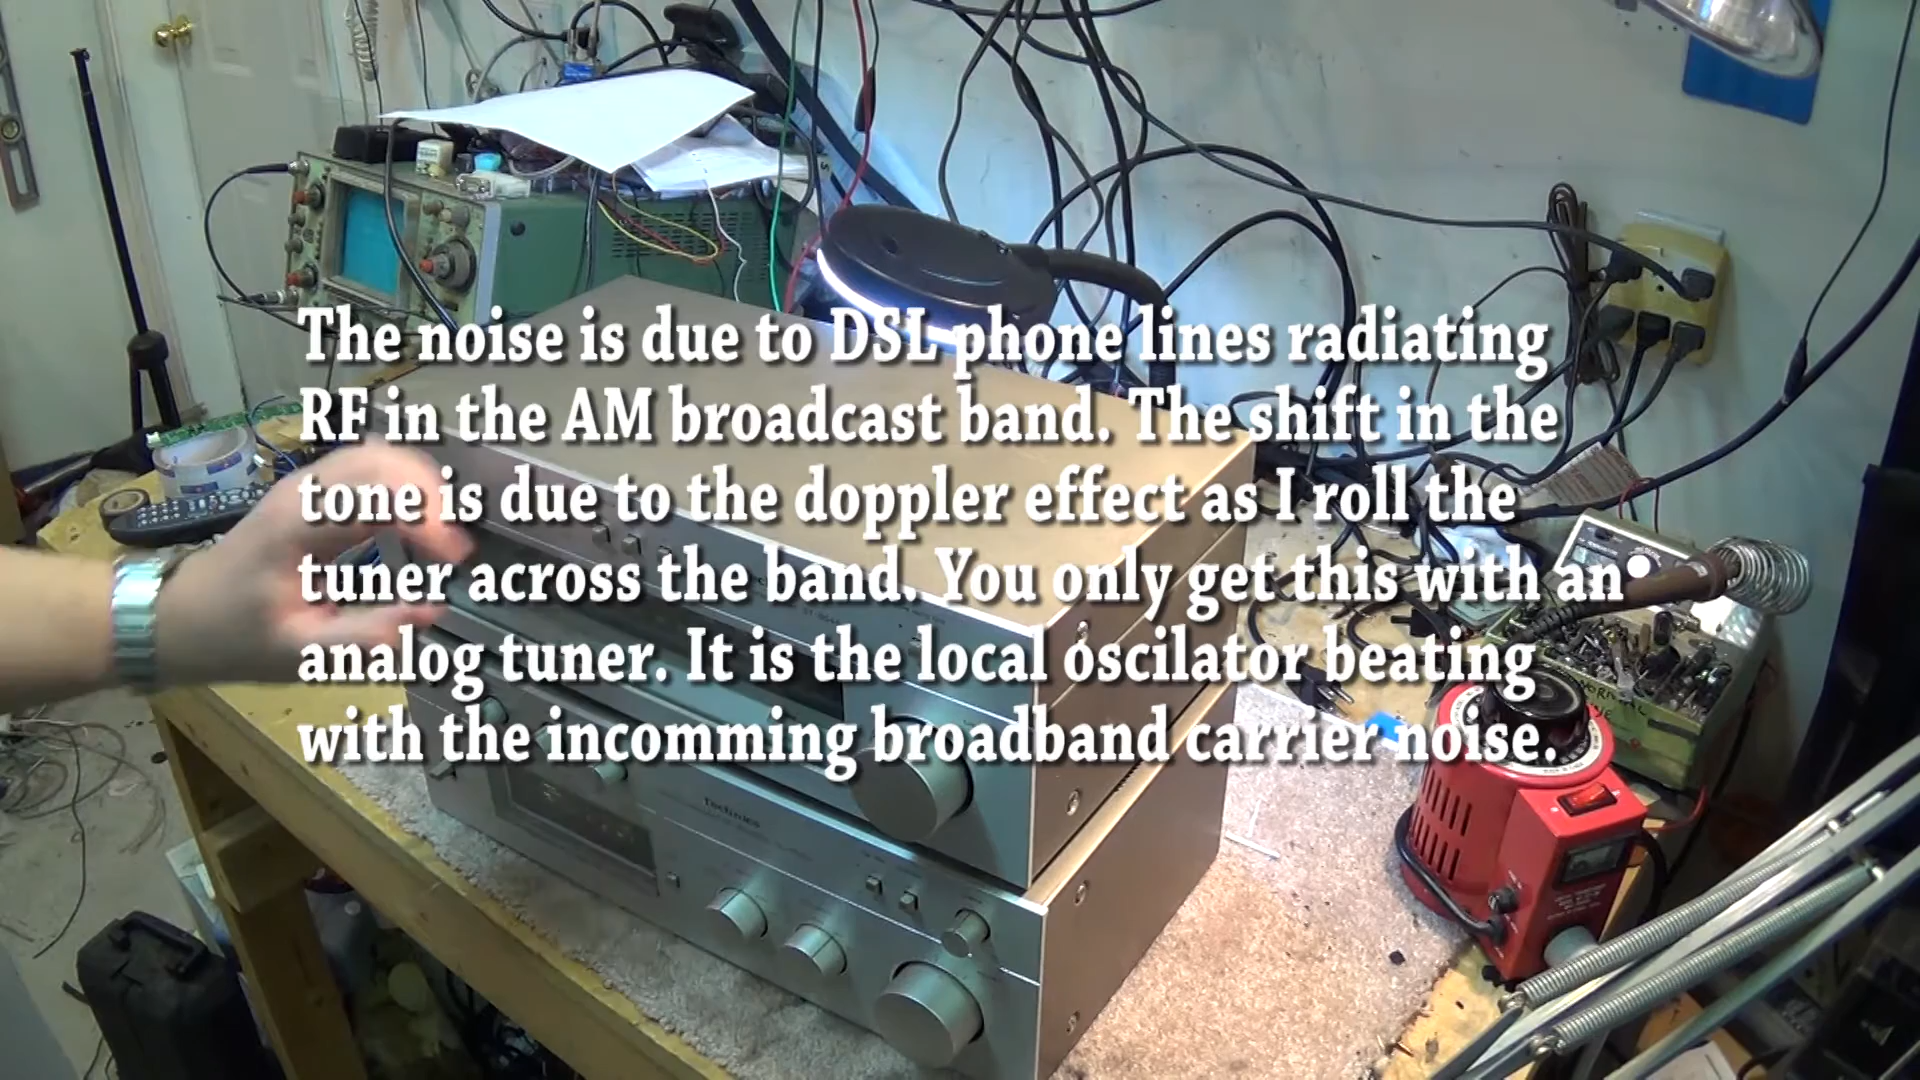 The noise is due to DSL phone lines radiating
RF in the AM broadcast band. The shift in the
tone is due to the doppler effect as I roll the
tuner across the band. You only get this with an
analog tuner. It is the local oscilator beating
with the incomming broadband carrier noise.
Technics